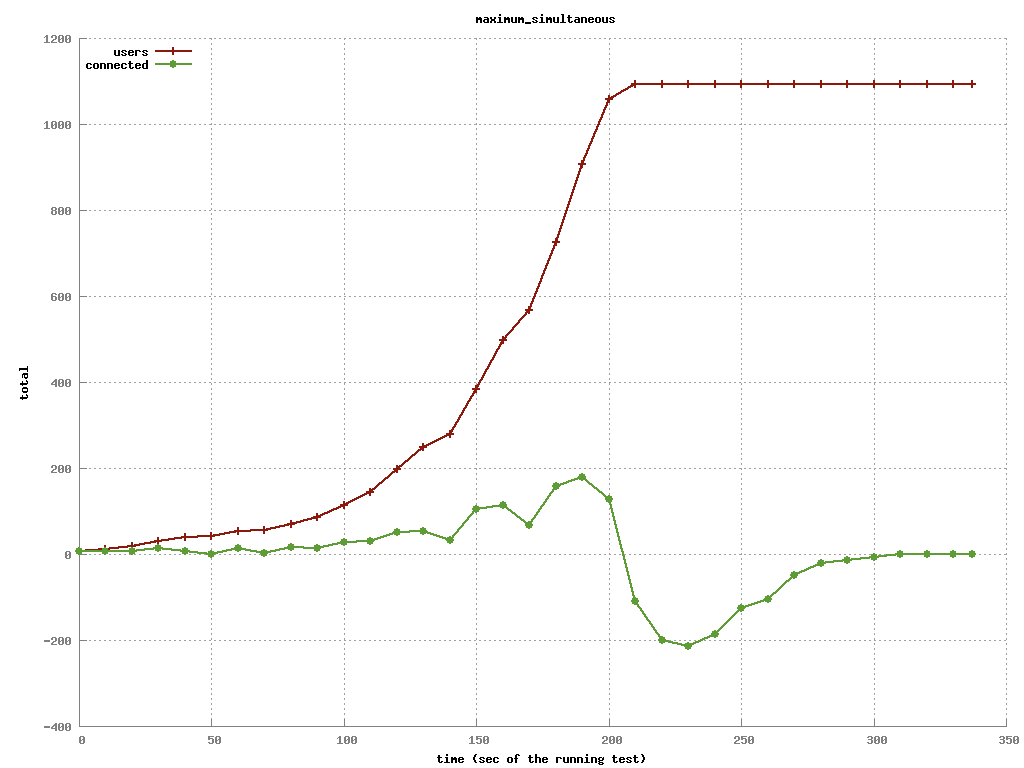 maximum_simultaneous
users
connected
1200
1000
800
600
400
200
0
-200
-400
total
0 50 100 150 200 250 300 350
time (sec of the running test)